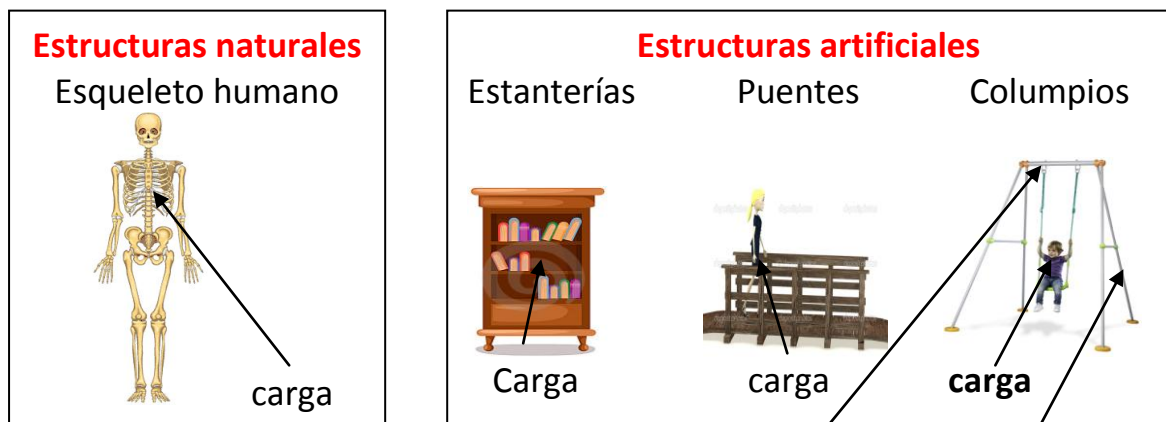 Estructuras naturales
Esqueleto humano
carga
Estructuras artificiales
Estanterías Puentes Columpios
Carga carga carga